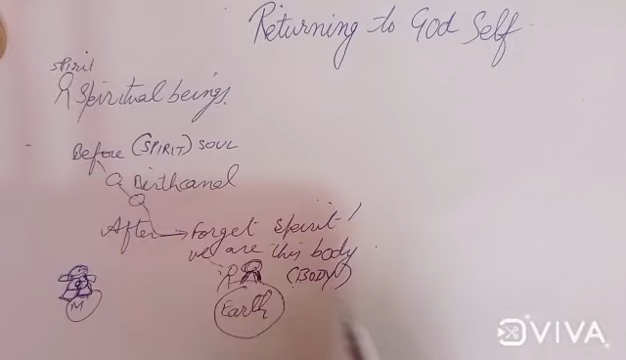 Returning to God Self
spirit
Spiritual beings.
Before (SPIRIT) SOUL
Birthcanal
After → Forget Spirit!
we are this body
(BODY)
M
Earth
VIVA